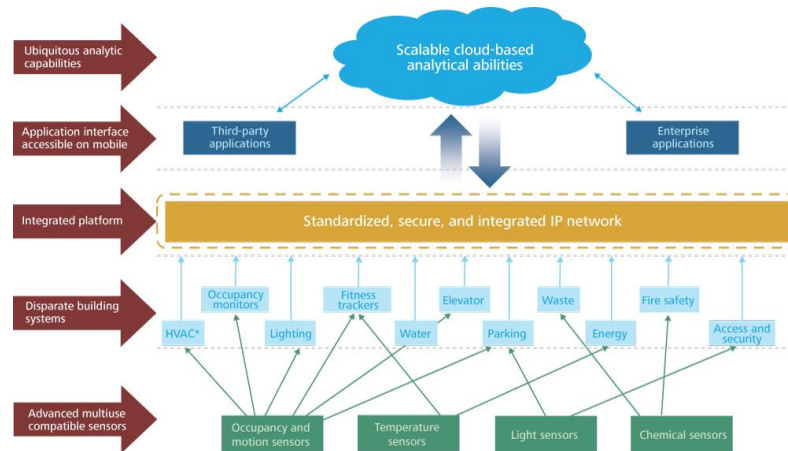 Ubiquitous analytic
capabilities
Scalable cloud-based
analytical abilities
Application interface
accessible on mobile
Third-party
applications
Enterprise
applications
Integrated platform
Standardized, secure, and integrated IP network
Disparate building
systems
HVAC*
Occupancy
monitors
Lighting
Fitness
trackers
Water
Elevator
Parking
Waste
Energy
Fire safety
Access and
security
Advanced multiuse
compatible sensors
Occupancy and
motion sensors
Temperature
sensors
Light sensors
Chemical sensors